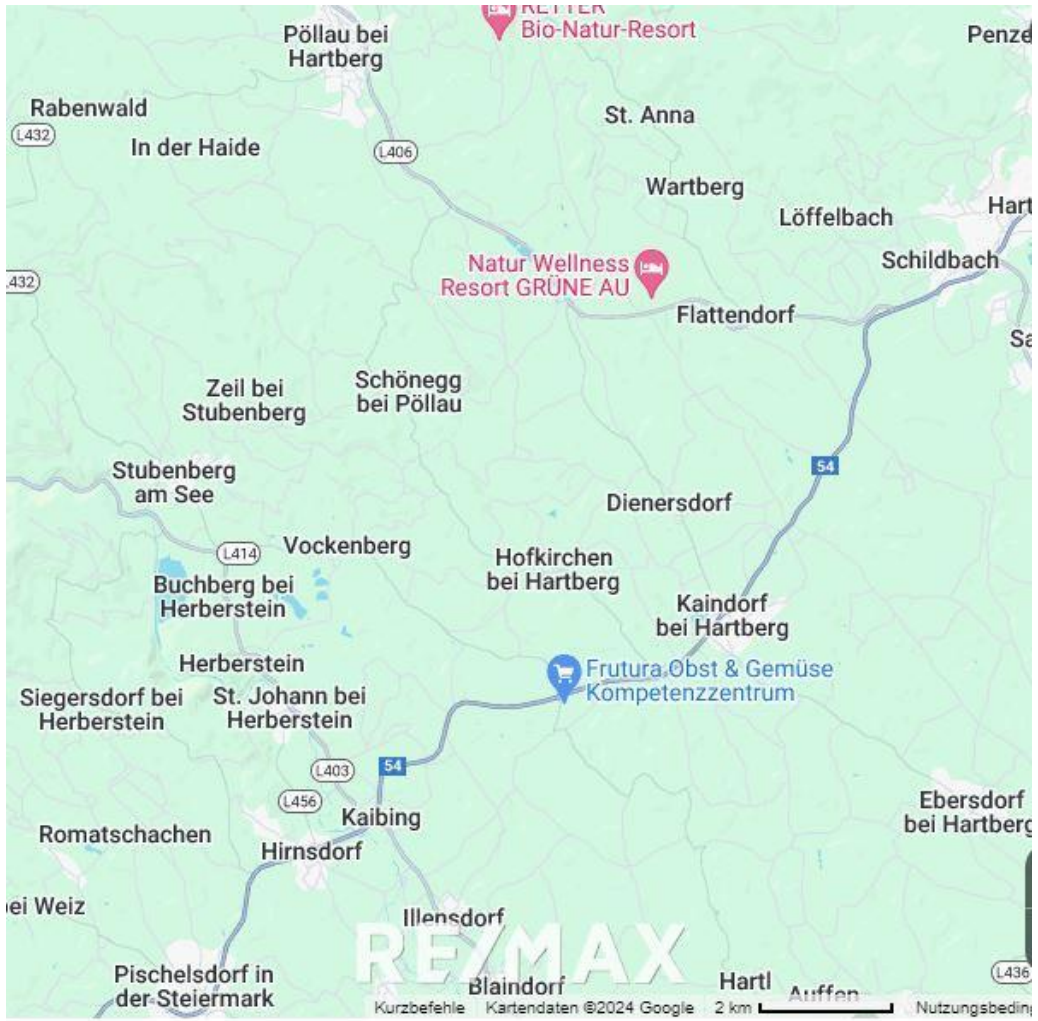 RETTER
Bio-Natur-Resort
Pöllau bei
Hartberg
Penze
Rabenwald
St. Anna
L432
In der Haide
L406
Wartberg
Löffelbach
Hart
Natur Wellness
Resort GRÜNE AU
Schildbach
432
Flattendorf
Sa
Schönegg
bei Pöllau
Zeil bei
Stubenberg
Stubenberg
am See
54
Dienersdorf
L414
Vockenberg
Hofkirchen
bei Hartberg
Buchberg bei
Herberstein
Kaindorf
bei Hartberg
Herberstein
Frutura Obst & Gemüse
Kompetenzzentrum
Siegersdorf bei
Herberstein
St. Johann bei
Herberstein
L403
54
L456
Kaibing
Ebersdorf
bei Hartberg
Romatschachen
Hirnsdorf
ei Weiz
Illensdorf
RE/MAX
Pischelsdorf in
der Steiermark
Blaindorf
Hartl
Auffen
L436
Kurzbefehle
Kartendaten ©2024 Google
2 km
Nutzungsbedin